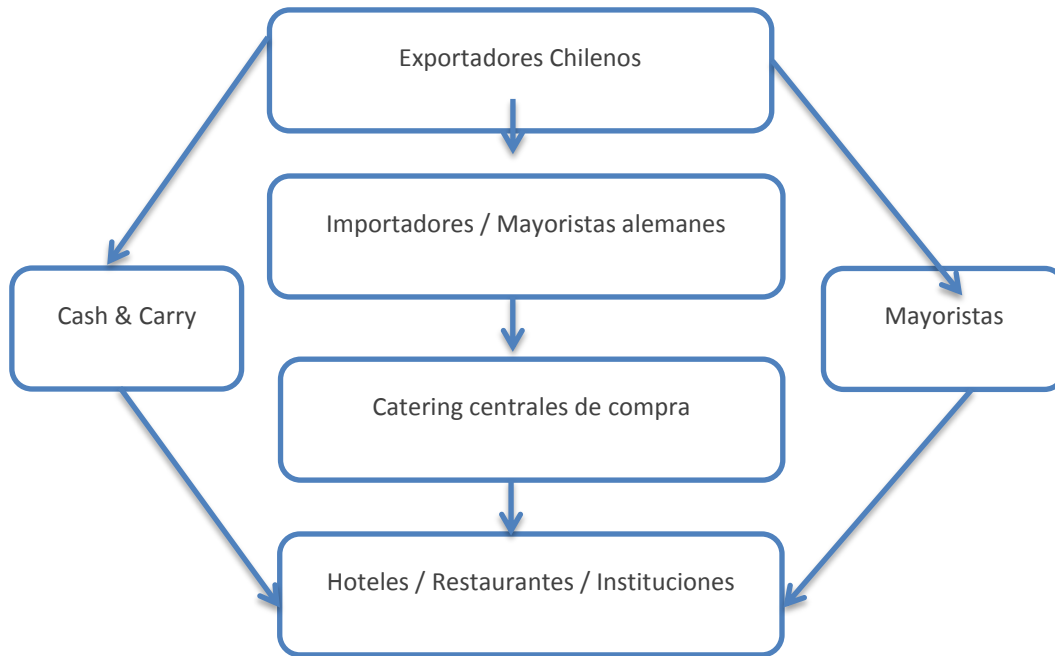 Exportadores Chilenos
Importadores / Mayoristas alemanes
Cash & Carry
Mayoristas
Catering centrales de compra
Hoteles / Restaurantes / Instituciones